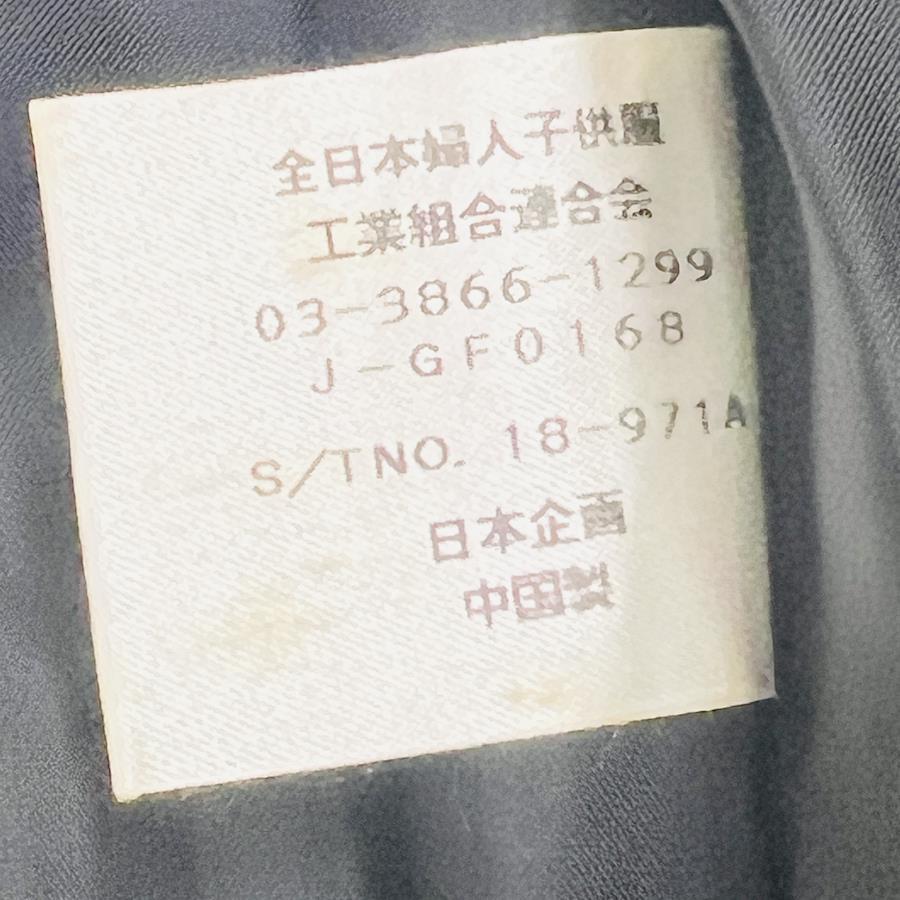 全日本婦人子供服
工業組合連合会
03-3866-1299
J-GF0168
S/TNO. 18-971A
日本企画
中国製